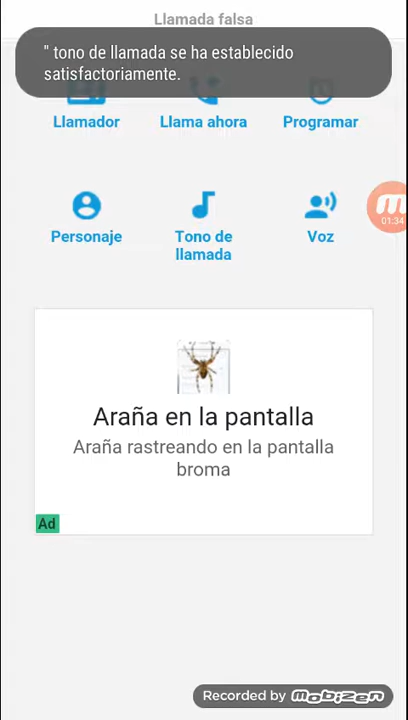 Llamada falsa
" tono de llamada se ha establecido
satisfactoriamente.
Llamador
Llama ahora
Programar
Personaje
Tono de
llamada
Voz
01:34
Araña en la pantalla
Araña rastreando en la pantalla
broma
Ad
Recorded by mobizen